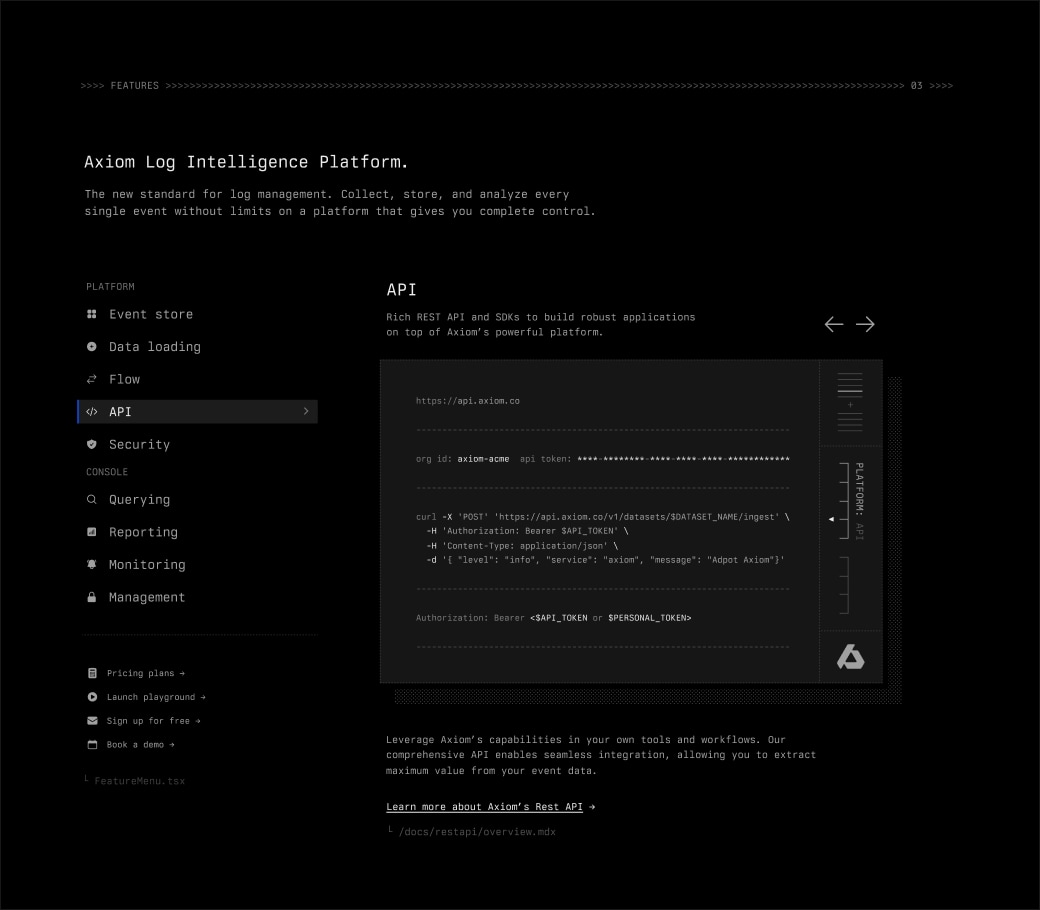 >>>> FEATURES >>>>>>>>>>>>>>>>>>>>>>>>>>>>>>>>>>>>>>>>>>>>>>>>>>>>>>>>>>>>>>>>>>>>>>>>>>>>>>>>>>>>>>>>>>>>>>>>>>>>>>>>>>>>>>>>>>>>>>>>>>>>>>> 03 >>>>
Axiom Log Intelligence Platform.
The new standard for log management. Collect, store, and analyze every
single event without limits on a platform that gives you complete control.
PLATFORM
Event store
Data loading
Flow
API
Security
CONSOLE
Querying
Reporting
Monitoring
Management
Pricing plans →
Launch playground →
Sign up for free →
Book a demo →
└ FeatureMenu.tsx
API
Rich REST API and SDKs to build robust applications
on top of Axiom’s powerful platform.
https://api.axiom.co
org id: axiom-acme api token: ****-********-****-****-****-************
curl -X 'POST' 'https://api.axiom.co/v1/datasets/$DATASET_NAME/ingest' \
-H 'Authorization: Bearer $API_TOKEN' \
-H 'Content-Type: application/json' \
-d '{ "level": "info", "service": "axiom", "message": "Adpot Axiom"}'
Authorization: Bearer <$API_TOKEN or $PERSONAL_TOKEN>
PLATFORM: API
Leverage Axiom’s capabilities in your own tools and workflows. Our
comprehensive API enables seamless integration, allowing you to extract
maximum value from your event data.
Learn more about Axiom’s Rest API →
└ /docs/restapi/overview.mdx